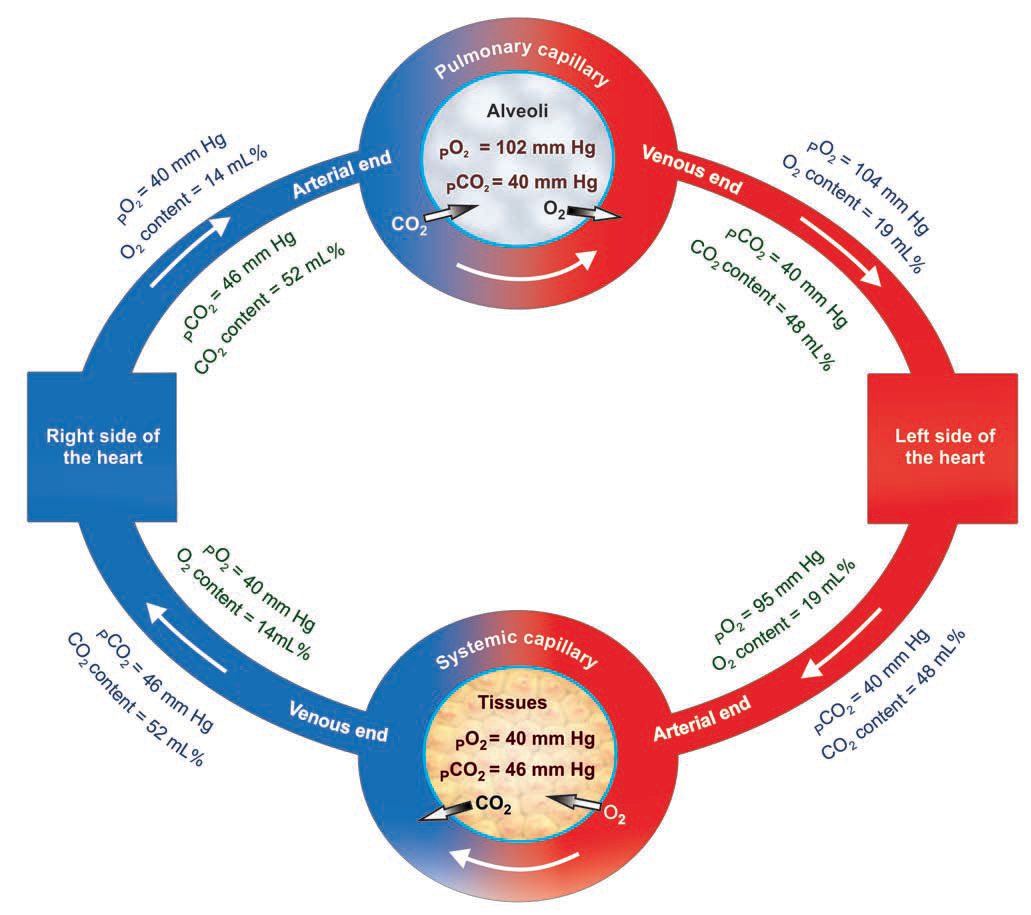 Pulmonary capillary
Alveoli
pO₂ = 102 mm Hg
pCO₂ = 40 mm Hg
CO₂
O₂
Arterial end
pO₂ = 40 mm Hg
O₂ content = 14 mL%
pCO₂ = 46 mm Hg
CO₂ content = 52 mL%
Venous end
pO₂ = 104 mm Hg
O₂ content = 19 mL%
pCO₂ = 40 mm Hg
CO₂ content = 48 mL%
Right side of
the heart
Left side of
the heart
pO₂ = 40 mm Hg
O₂ content = 14mL%
pCO₂ = 46 mm Hg
CO₂ content = 52 mL%
Venous end
pO₂ = 95 mm Hg
O₂ content = 19 mL%
pCO₂ = 40 mm Hg
CO₂ content = 48 mL%
Arterial end
Systemic capillary
Tissues
pO₂ = 40 mm Hg
pCO₂ = 46 mm Hg
CO₂
O₂